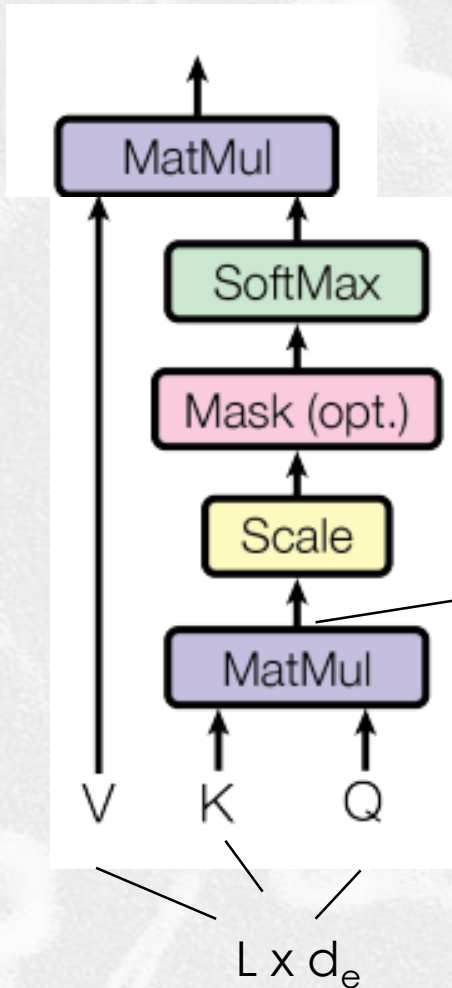 MatMul
SoftMax
Mask (opt.)
Scale
MatMul
V K Q
L x dₑ